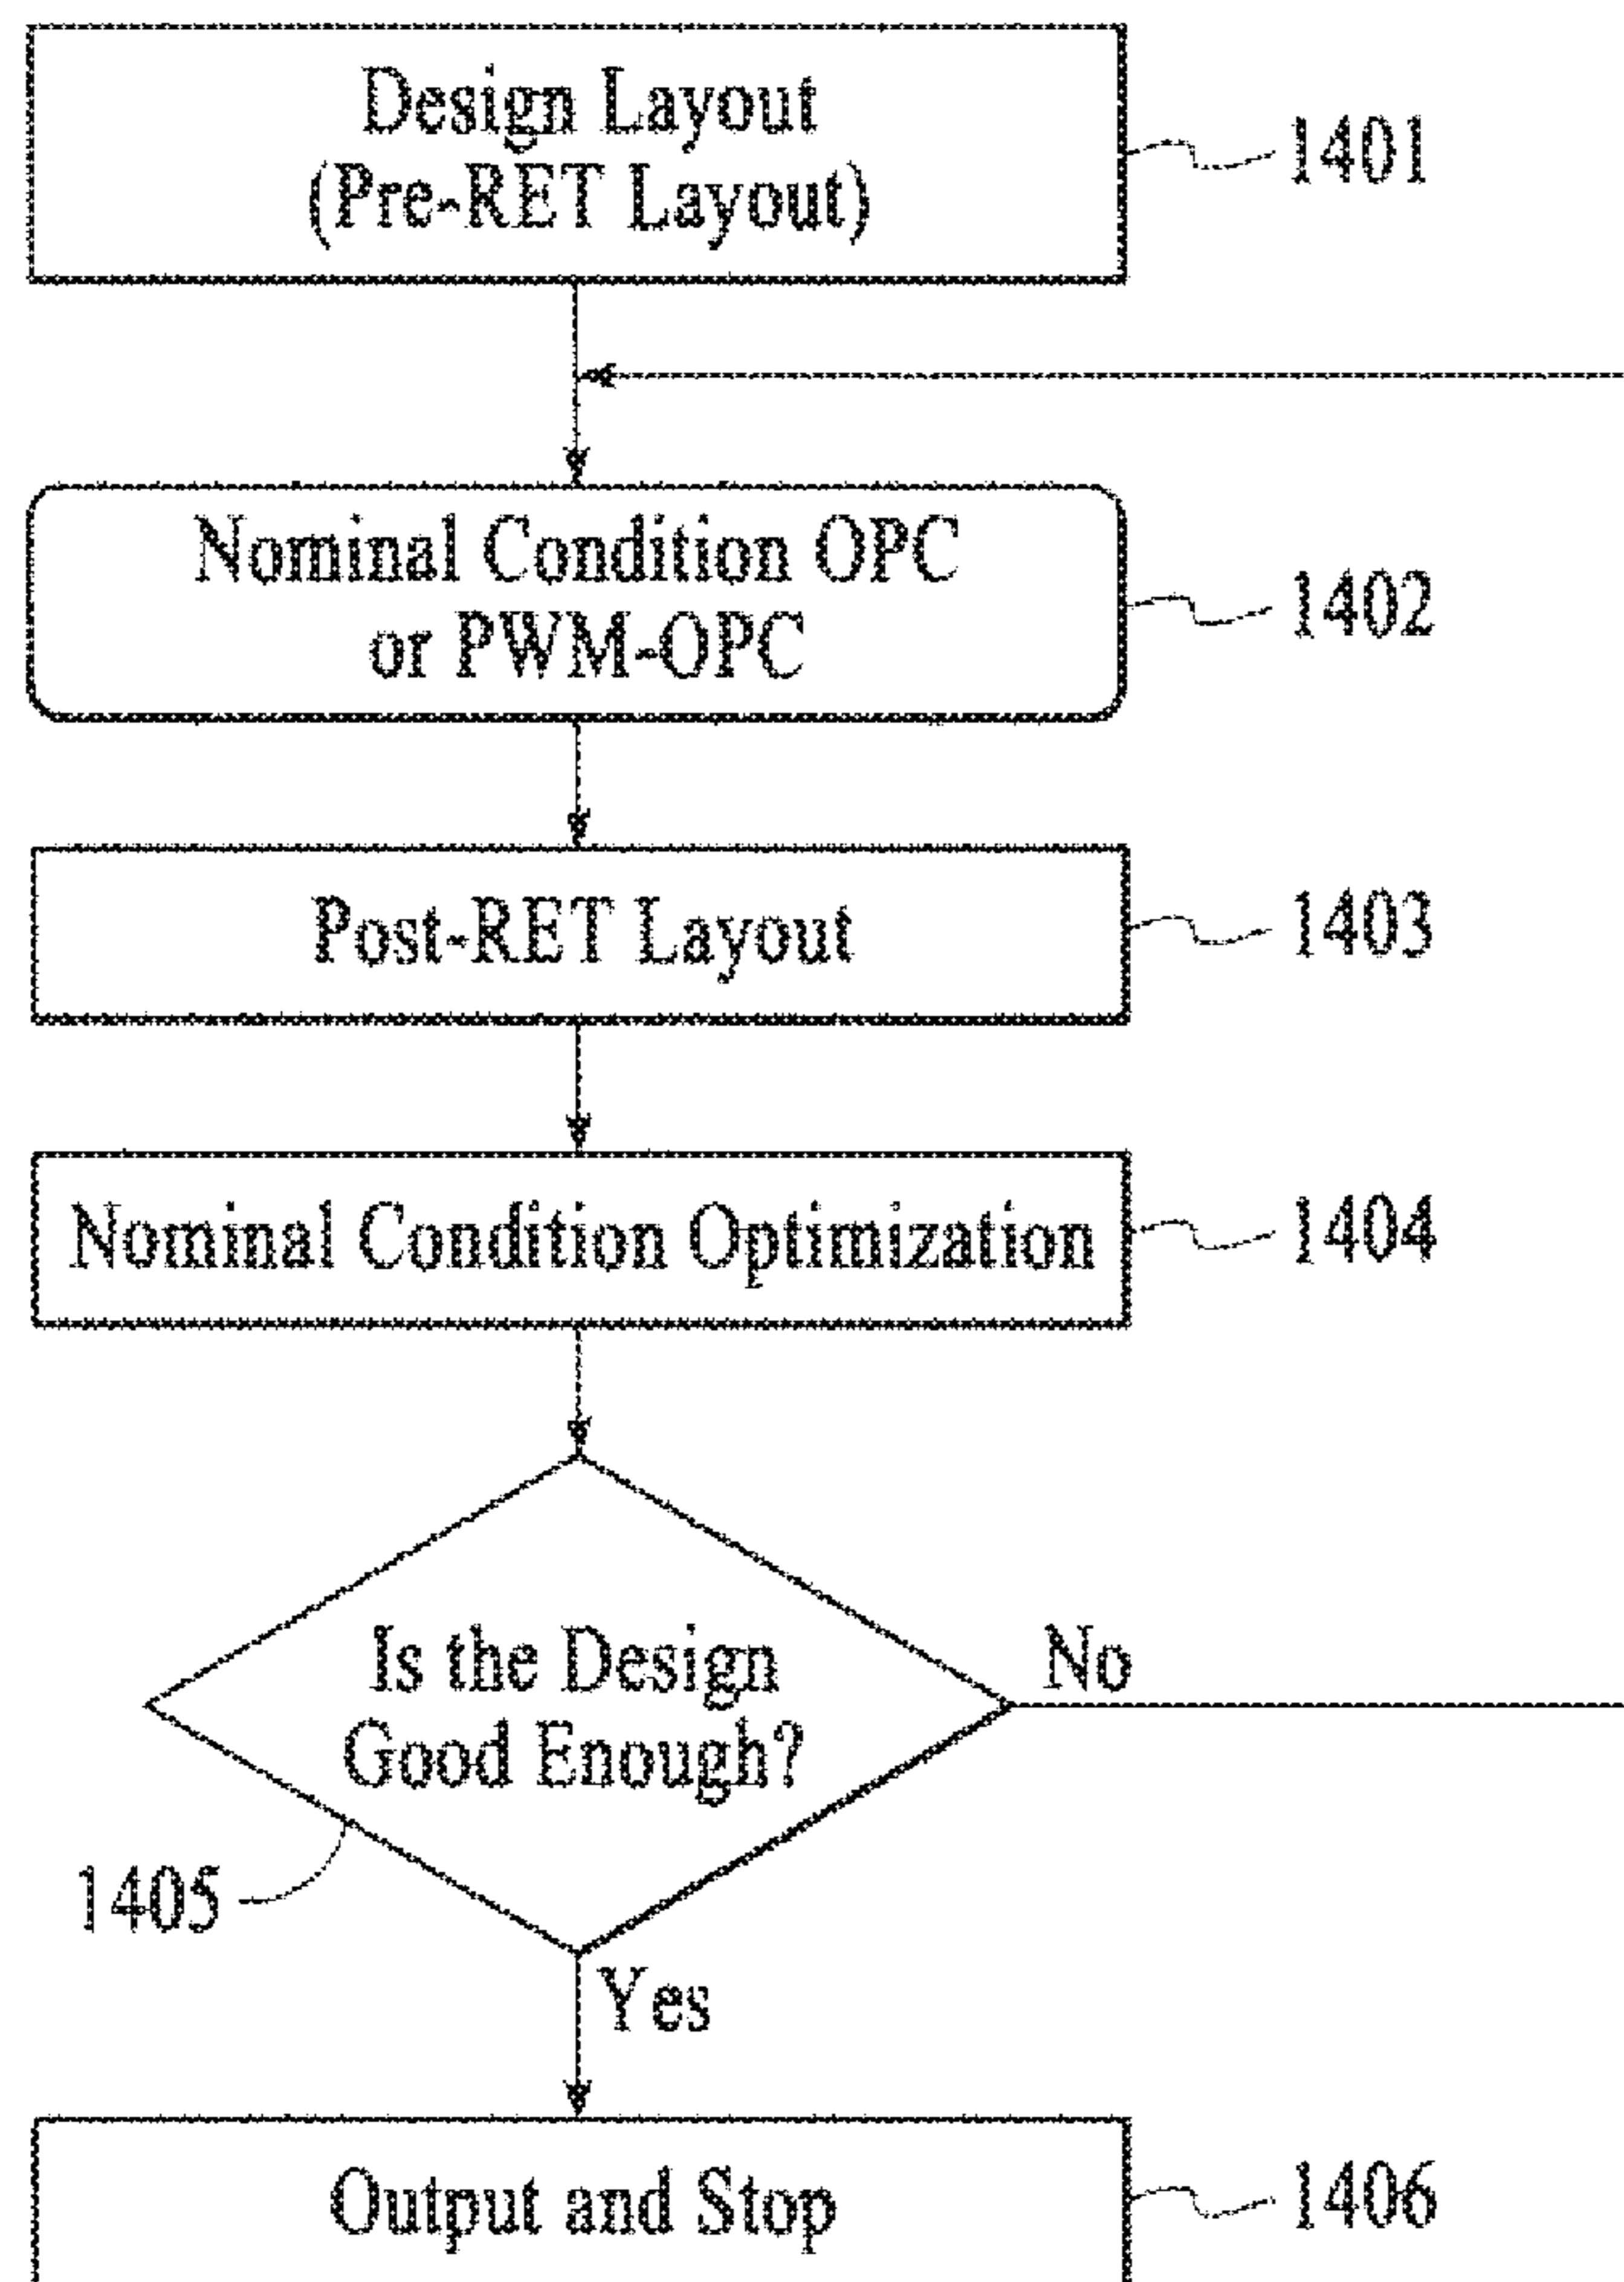 Design Layout
(Pre-RET Layout)
1401
Nominal Condition OPC
or PWM-OPC
1402
Post-RET Layout
1403
Nominal Condition Optimization
1404
Is the Design
Good Enough?
No
1405
Yes
Output and Stop
1406